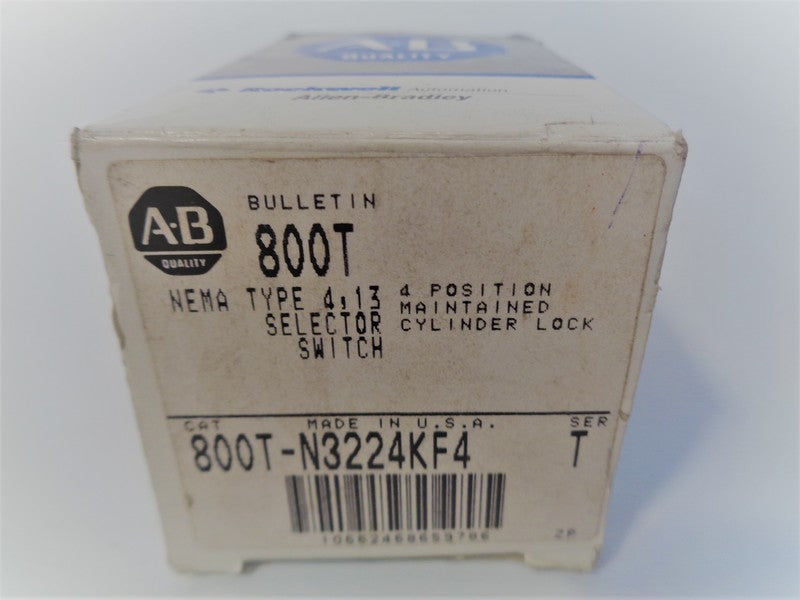 A-B
QUALITY
Rockwell Automation
Allen-Bradley
A-B
QUALITY
BULLETIN
800T
NEMA TYPE 4,13
SELECTOR
SWITCH
4 POSITION
MAINTAINED
CYLINDER LOCK
CAT
MADE IN U.S.A.
SER
800T-N3224KF4
T